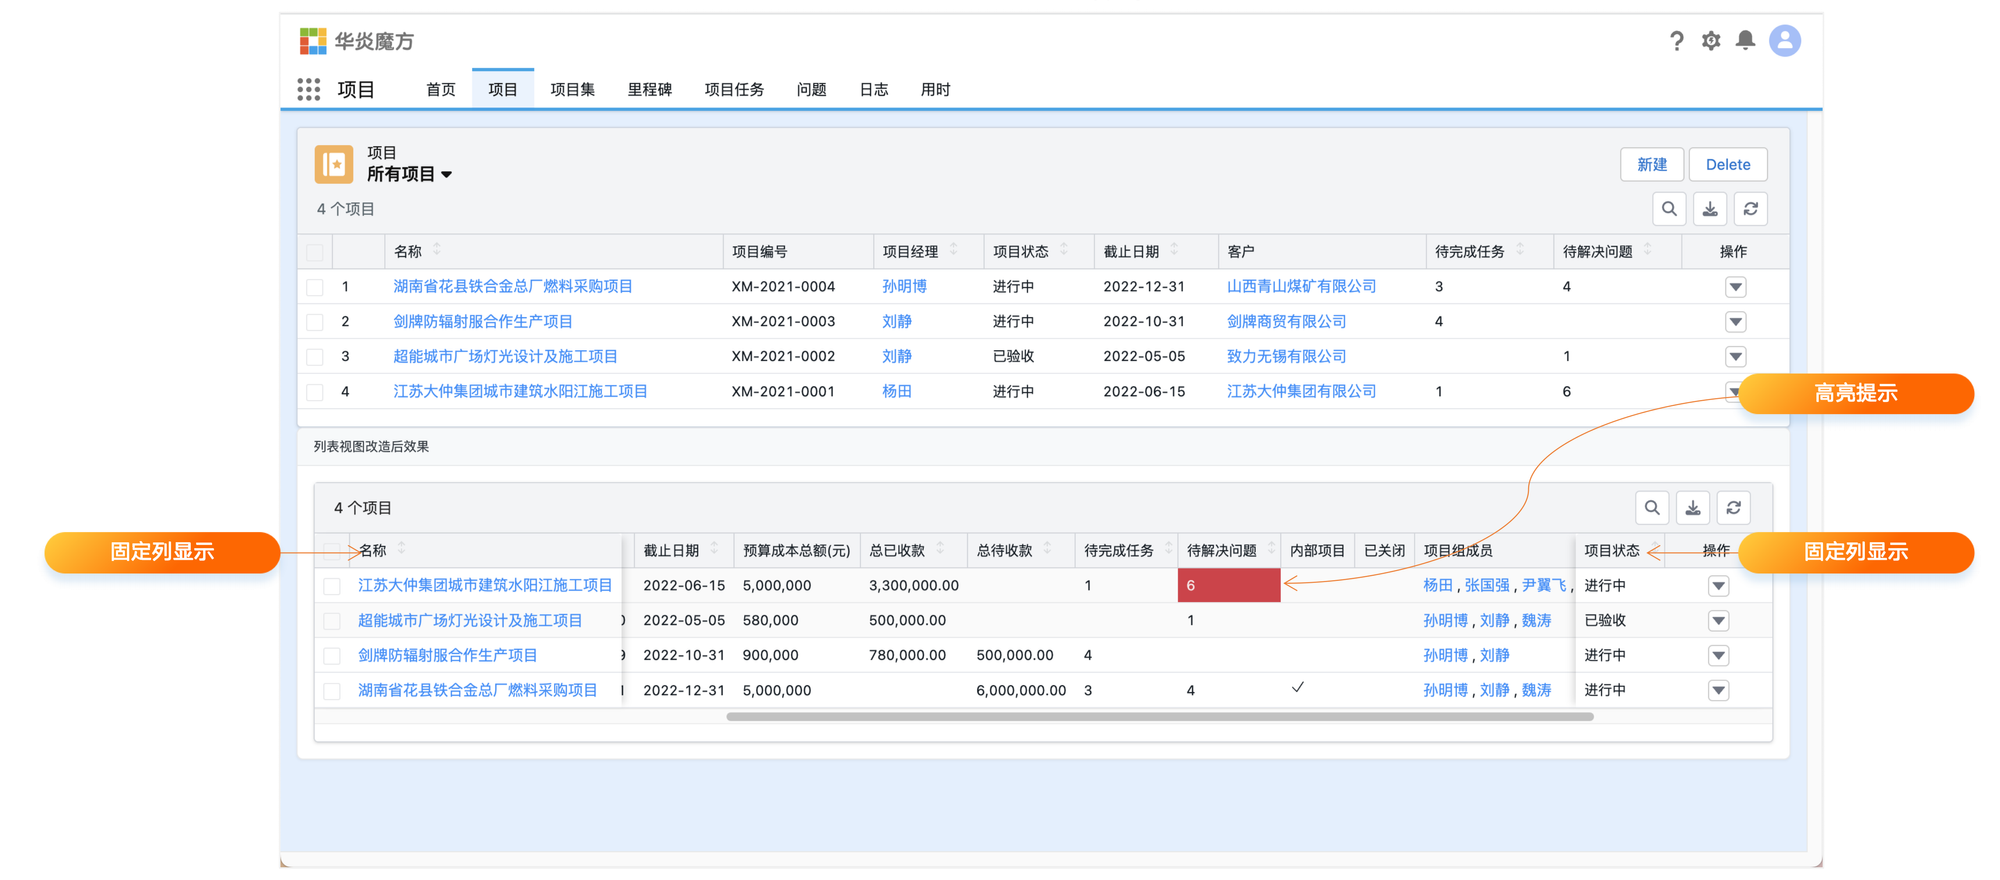 华炎魔方
项目 首页 项目 项目集 里程碑 项目任务 问题 日志 用时
项目
所有项目
新建 Delete
4 个项目
名称 项目编号 项目经理 项目状态 截止日期 客户 待完成任务 待解决问题 操作
1 湖南省花县铁合金总厂燃料采购项目 XM-2021-0004 孙明博 进行中 2022-12-31 山西青山煤矿有限公司 3 4
2 剑牌防辐射服合作生产项目 XM-2021-0003 刘静 进行中 2022-10-31 剑牌商贸有限公司 4
3 超能城市广场灯光设计及施工项目 XM-2021-0002 刘静 已验收 2022-05-05 致力无锡有限公司 1
4 江苏大仲集团城市建筑水阳江施工项目 XM-2021-0001 杨田 进行中 2022-06-15 江苏大仲集团有限公司 1 6
高亮提示
列表视图改造后效果
4 个项目
固定列显示
名称 截止日期 预算成本总额(元) 总已收款 总待收款 待完成任务 待解决问题 内部项目 已关闭 项目组成员 项目状态 操作
固定列显示
江苏大仲集团城市建筑水阳江施工项目 2022-06-15 5,000,000 3,300,000.00 1 6 杨田 , 张国强 , 尹翼飞 , 进行中
超能城市广场灯光设计及施工项目 2022-05-05 580,000 500,000.00 1 孙明博 , 刘静 , 魏涛 已验收
剑牌防辐射服合作生产项目 2022-10-31 900,000 780,000.00 500,000.00 4 孙明博 , 刘静 进行中
湖南省花县铁合金总厂燃料采购项目 2022-12-31 5,000,000 6,000,000.00 3 4 孙明博 , 刘静 , 魏涛 进行中